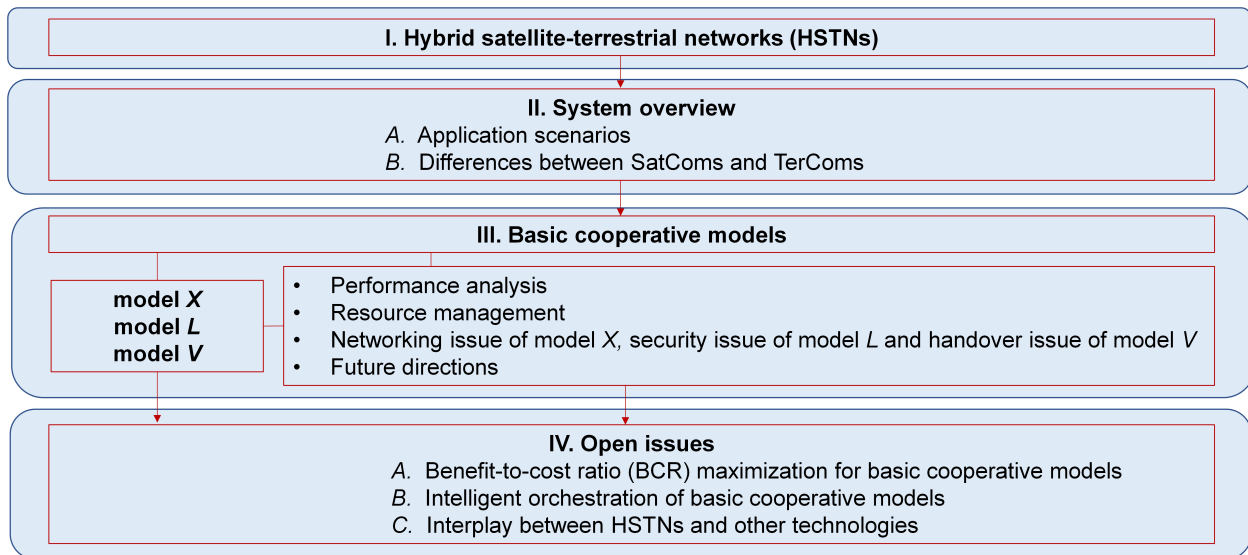 I. Hybrid satellite-terrestrial networks (HSTNs)
II. System overview
A. Application scenarios
B. Differences between SatComs and TerComs
III. Basic cooperative models
model X
model L
model V
• Performance analysis
• Resource management
• Networking issue of model X, security issue of model L and handover issue of model V
• Future directions
IV. Open issues
A. Benefit-to-cost ratio (BCR) maximization for basic cooperative models
B. Intelligent orchestration of basic cooperative models
C. Interplay between HSTNs and other technologies